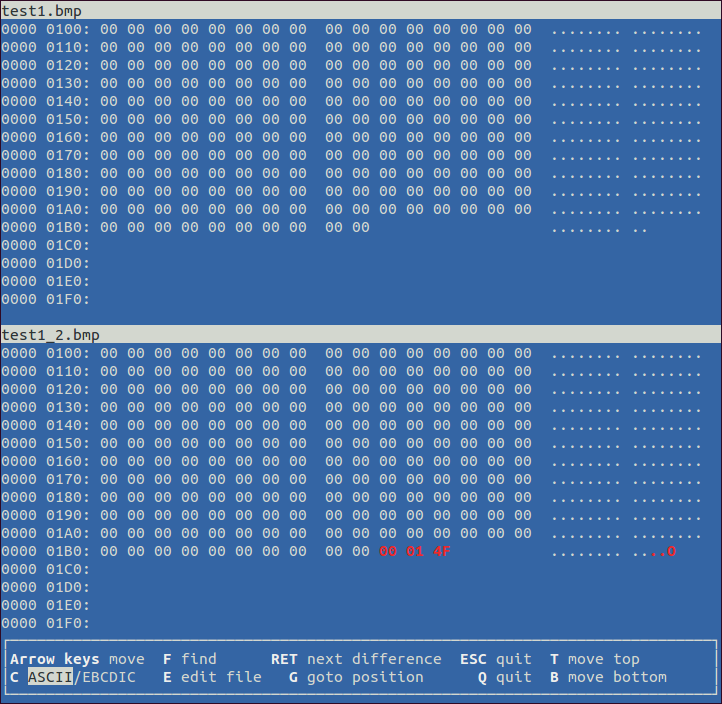 test1.bmp
0000 0100: 00 00 00 00 00 00 00 00  00 00 00 00 00 00 00 00  ........ ........
0000 0110: 00 00 00 00 00 00 00 00  00 00 00 00 00 00 00 00  ........ ........
0000 0120: 00 00 00 00 00 00 00 00  00 00 00 00 00 00 00 00  ........ ........
0000 0130: 00 00 00 00 00 00 00 00  00 00 00 00 00 00 00 00  ........ ........
0000 0140: 00 00 00 00 00 00 00 00  00 00 00 00 00 00 00 00  ........ ........
0000 0150: 00 00 00 00 00 00 00 00  00 00 00 00 00 00 00 00  ........ ........
0000 0160: 00 00 00 00 00 00 00 00  00 00 00 00 00 00 00 00  ........ ........
0000 0170: 00 00 00 00 00 00 00 00  00 00 00 00 00 00 00 00  ........ ........
0000 0180: 00 00 00 00 00 00 00 00  00 00 00 00 00 00 00 00  ........ ........
0000 0190: 00 00 00 00 00 00 00 00  00 00 00 00 00 00 00 00  ........ ........
0000 01A0: 00 00 00 00 00 00 00 00  00 00 00 00 00 00 00 00  ........ ........
0000 01B0: 00 00 00 00 00 00 00 00  00 00                    ........ ..
0000 01C0:
0000 01D0:
0000 01E0:
0000 01F0:
test1_2.bmp
0000 0100: 00 00 00 00 00 00 00 00  00 00 00 00 00 00 00 00  ........ ........
0000 0110: 00 00 00 00 00 00 00 00  00 00 00 00 00 00 00 00  ........ ........
0000 0120: 00 00 00 00 00 00 00 00  00 00 00 00 00 00 00 00  ........ ........
0000 0130: 00 00 00 00 00 00 00 00  00 00 00 00 00 00 00 00  ........ ........
0000 0140: 00 00 00 00 00 00 00 00  00 00 00 00 00 00 00 00  ........ ........
0000 0150: 00 00 00 00 00 00 00 00  00 00 00 00 00 00 00 00  ........ ........
0000 0160: 00 00 00 00 00 00 00 00  00 00 00 00 00 00 00 00  ........ ........
0000 0170: 00 00 00 00 00 00 00 00  00 00 00 00 00 00 00 00  ........ ........
0000 0180: 00 00 00 00 00 00 00 00  00 00 00 00 00 00 00 00  ........ ........
0000 0190: 00 00 00 00 00 00 00 00  00 00 00 00 00 00 00 00  ........ ........
0000 01A0: 00 00 00 00 00 00 00 00  00 00 00 00 00 00 00 00  ........ ........
0000 01B0: 00 00 00 00 00 00 00 00  00 00 00 01 4F           ........ ....O
0000 01C0:
0000 01D0:
0000 01E0:
0000 01F0:
Arrow keys move  F find      RET next difference  ESC quit  T move top
C ASCII/EBCDIC   E edit file   G goto position      Q quit  B move bottom